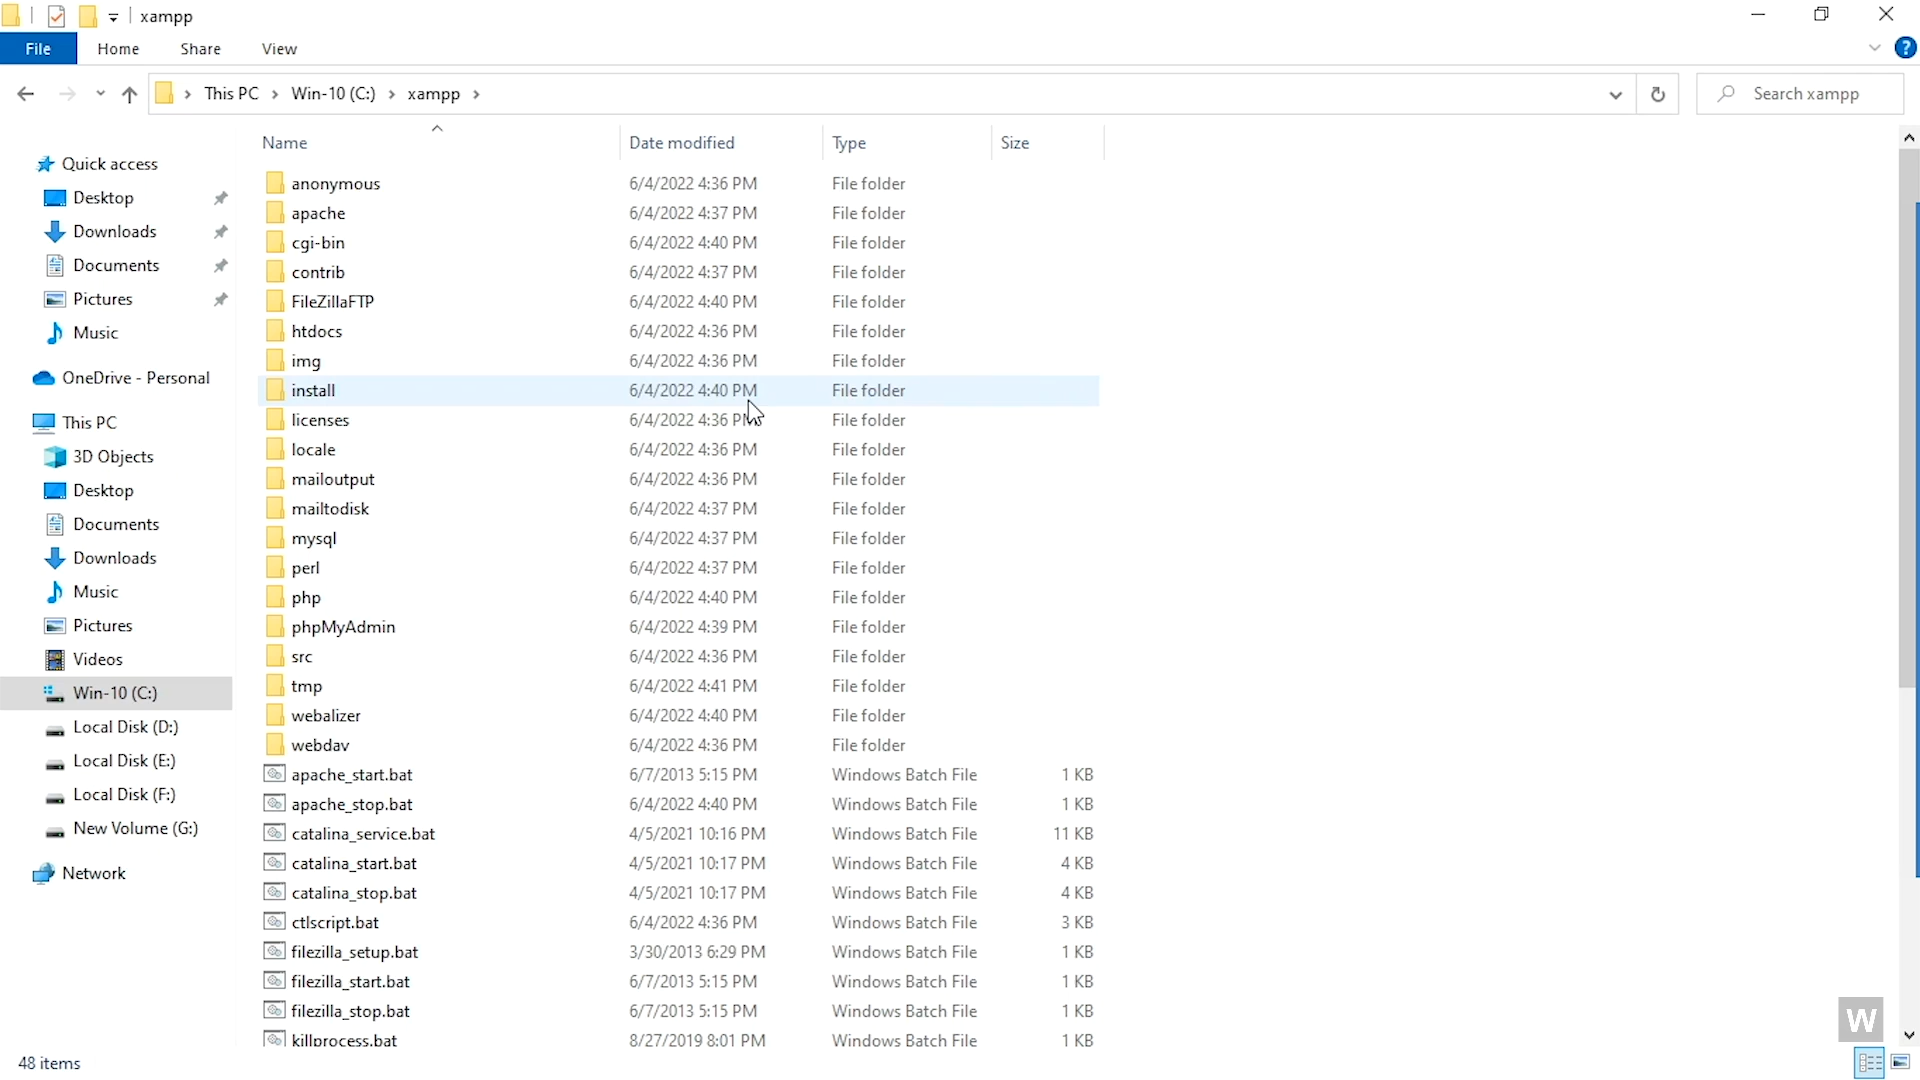 xampp
File Home Share View
This PC Win-10 (C:) xampp
Search xampp
Name Date modified Type Size
Quick access
Desktop
Downloads
Documents
Pictures
Music
OneDrive - Personal
This PC
3D Objects
Desktop
Documents
Downloads
Music
Pictures
Videos
Win-10 (C:)
Local Disk (D:)
Local Disk (E:)
Local Disk (F:)
New Volume (G:)
Network
anonymous 6/4/2022 4:36 PM File folder
apache 6/4/2022 4:37 PM File folder
cgi-bin 6/4/2022 4:40 PM File folder
contrib 6/4/2022 4:37 PM File folder
FileZillaFTP 6/4/2022 4:40 PM File folder
htdocs 6/4/2022 4:36 PM File folder
img 6/4/2022 4:36 PM File folder
install 6/4/2022 4:40 PM File folder
licenses 6/4/2022 4:36 PM File folder
locale 6/4/2022 4:36 PM File folder
mailoutput 6/4/2022 4:36 PM File folder
mailtodisk 6/4/2022 4:37 PM File folder
mysql 6/4/2022 4:37 PM File folder
perl 6/4/2022 4:37 PM File folder
php 6/4/2022 4:40 PM File folder
phpMyAdmin 6/4/2022 4:39 PM File folder
src 6/4/2022 4:36 PM File folder
tmp 6/4/2022 4:41 PM File folder
webalizer 6/4/2022 4:40 PM File folder
webdav 6/4/2022 4:36 PM File folder
apache_start.bat 6/7/2013 5:15 PM Windows Batch File 1 KB
apache_stop.bat 6/4/2022 4:40 PM Windows Batch File 1 KB
catalina_service.bat 4/5/2021 10:16 PM Windows Batch File 11 KB
catalina_start.bat 4/5/2021 10:17 PM Windows Batch File 4 KB
catalina_stop.bat 4/5/2021 10:17 PM Windows Batch File 4 KB
ctlscript.bat 6/4/2022 4:36 PM Windows Batch File 3 KB
filezilla_setup.bat 3/30/2013 6:29 PM Windows Batch File 1 KB
filezilla_start.bat 6/7/2013 5:15 PM Windows Batch File 1 KB
filezilla_stop.bat 6/7/2013 5:15 PM Windows Batch File 1 KB
killprocess.bat 8/27/2019 8:01 PM Windows Batch File 1 KB
W
48 items